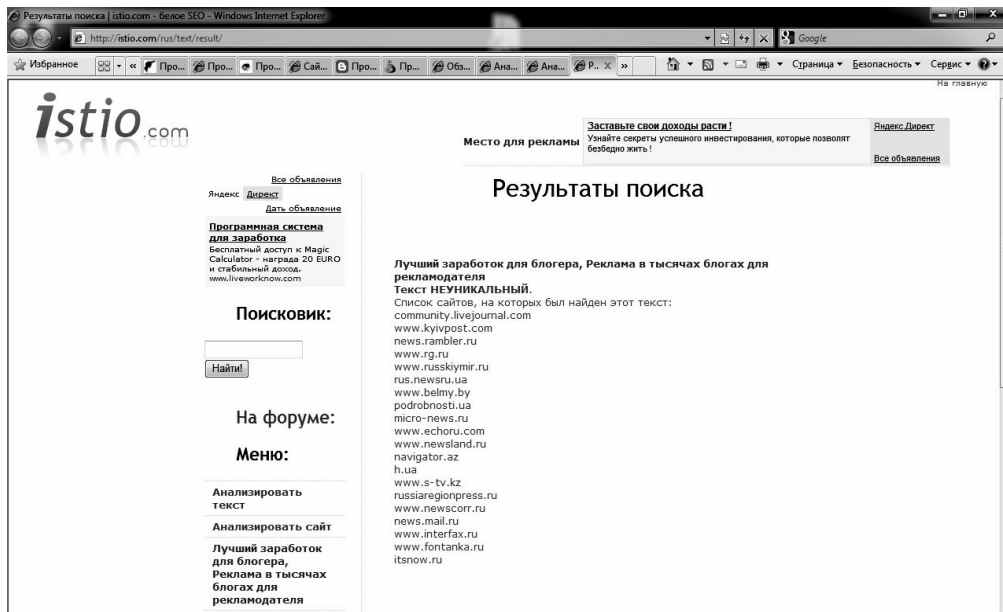 Результаты поиска | istio.com - белое SEO - Windows Internet Explorer
http://istio.com/rus/text/result/
Google
Избранное
Про...
Про...
Про...
Сай...
Про...
Пр...
Обз...
Ана...
Ана...
Р...
Страница
Безопасность
Сервис
На главную
istio.com
Место для рекламы
Заставьте свои доходы расти !
Узнайте секреты успешного инвестирования, которые позволят
безбедно жить !
Яндекс.Директ
Все объявления
Все объявления
Яндекс Директ
Дать объявление
Программная система
для заработка
Бесплатный доступ к Magic
Calculator - награда 20 EURO
и стабильный доход.
www.liveworknow.com
Поисковик:
Найти!
На форуме:
Меню:
Анализировать
текст
Анализировать сайт
Лучший заработок
для блогера,
Реклама в тысячах
блогах для
рекламодателя
Результаты поиска
Лучший заработок для блогера, Реклама в тысячах блогах для
рекламодателя
Текст НЕУНИКАЛЬНЫЙ.
Список сайтов, на которых был найден этот текст:
community.livejournal.com
www.kyivpost.com
news.rambler.ru
www.rg.ru
www.russkiymir.ru
rus.newsru.ua
www.belmy.by
podrobnosti.ua
micro-news.ru
www.echoru.com
www.newsland.ru
navigator.az
h.ua
www.s-tv.kz
russiaregionpress.ru
www.newscorr.ru
news.mail.ru
www.interfax.ru
www.fontanka.ru
itsnow.ru